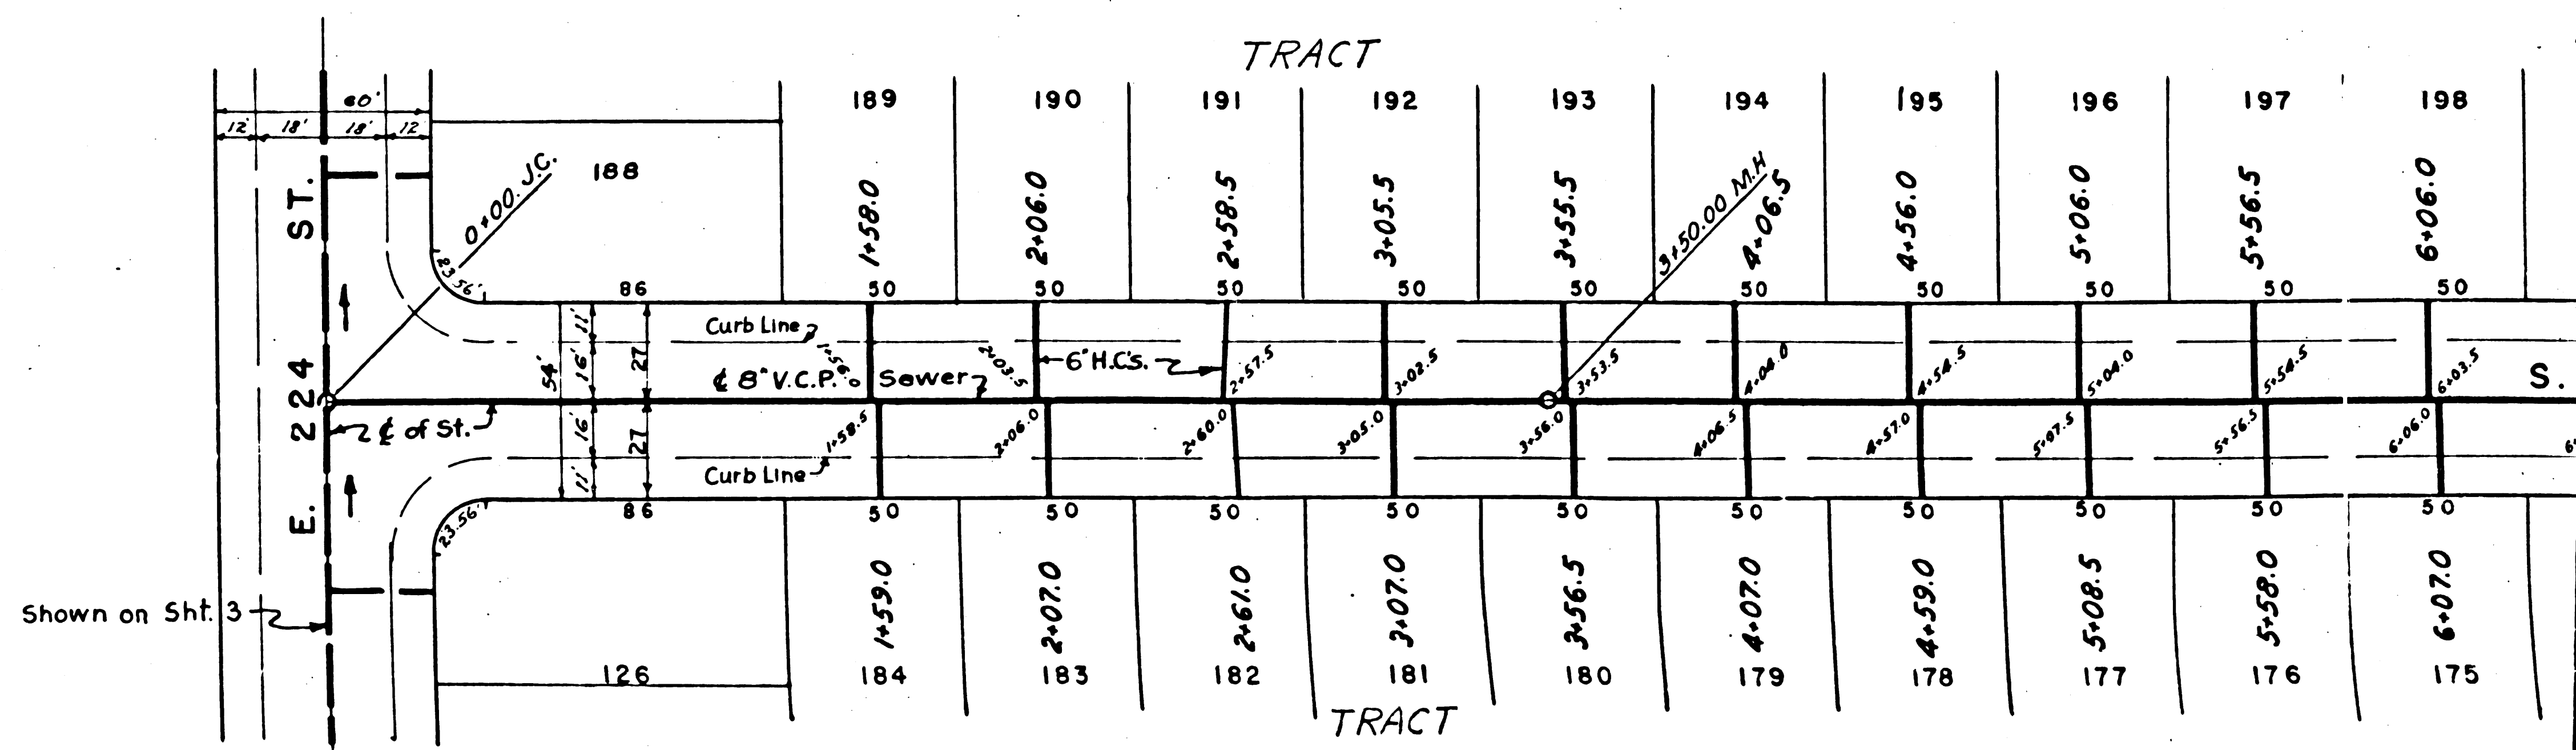 TRACT
60'
12' 18' 18' 12
189 190 191 192 193 194 195 196 197 198
188
0+00. J.C.
3+50.00 M.H
1+58.0 2+06.0 2+58.5 3+05.5 3+55.5 4+06.5 4+56.0 5+06.0 5+56.5 6+06.0
23.56'
86 50 50 50 50 50 50 50 50 50 50
54' 11' 16' 27
Curb Line
1+56.0 2+03.5 2+57.5 3+02.5 3+53.5 4+04.0 4+54.5 5+04.0 5+54.5 6+03.5
6" H.C's.
₵ 8" V.C.P. Sewer
S.
E. 224 ST.
₵ of St.
16' 11' 27
1+58.5 2+06.0 2+60.0 3+05.0 3+56.0 4+06.5 4+57.0 5+07.5 5+56.5 6+06.0 6+
Curb Line
23.56'
86 50 50 50 50 50 50 50 50 50 50
Shown on Sht. 3
1+59.0 2+07.0 2+61.0 3+07.0 3+56.5 4+07.0 4+59.0 5+08.5 5+58.0 6+07.0
126 184 183 182 181 180 179 178 177 176 175
TRACT